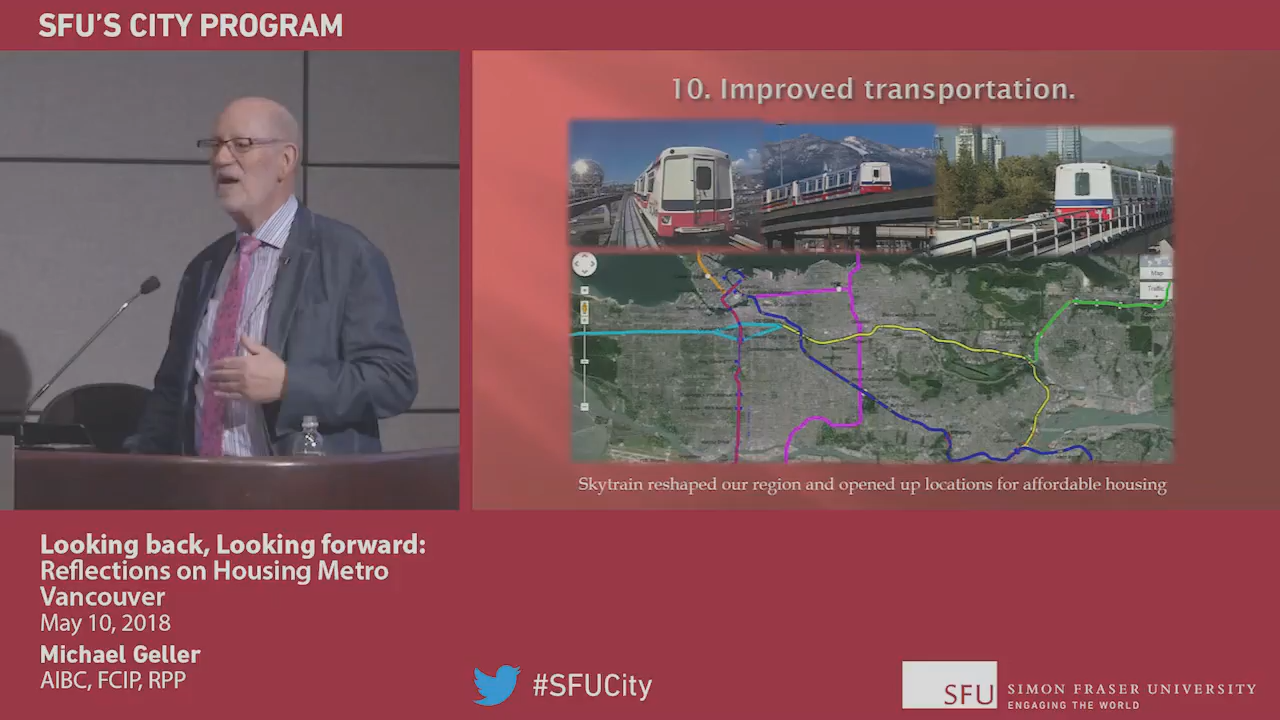 SFU'S CITY PROGRAM
10. Improved transportation.
Map
Traffic
Skytrain reshaped our region and opened up locations for affordable housing
Looking back, Looking forward:
Reflections on Housing Metro
Vancouver
May 10, 2018
Michael Geller
AIBC, FCIP, RPP
#SFUCity
SFU
SIMON FRASER UNIVERSITY
ENGAGING THE WORLD